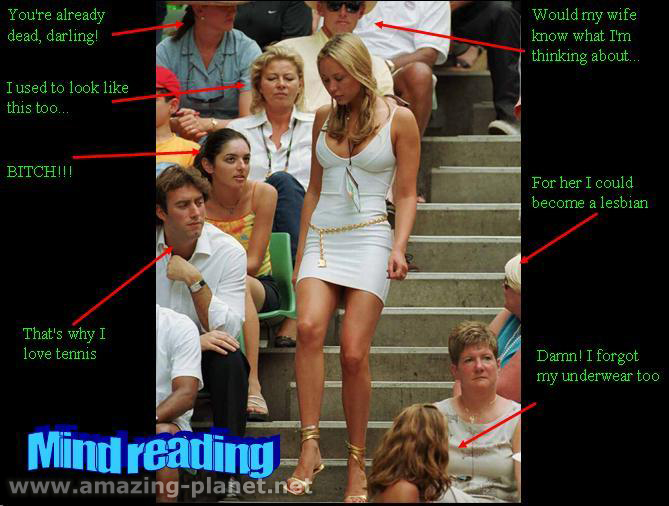 You're already
dead, darling!
Would my wife
know what I'm
thinking about...
I used to look like
this too...
BITCH!!!
For her I could
become a lesbian
That's why I
love tennis
Damn! I forgot
my underwear too
Mind reading
www.amazing-planet.net